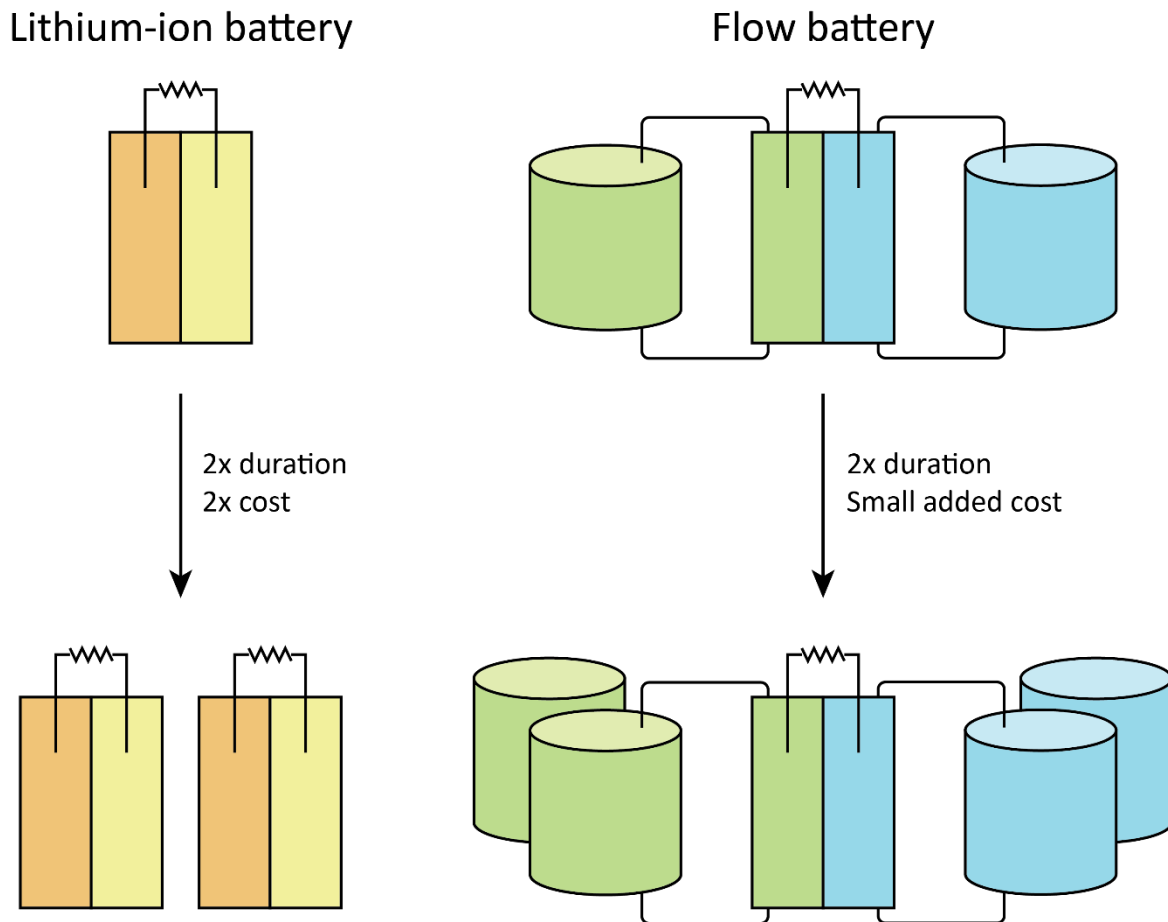 Lithium-ion battery
Flow battery
2x duration
2x cost
2x duration
Small added cost